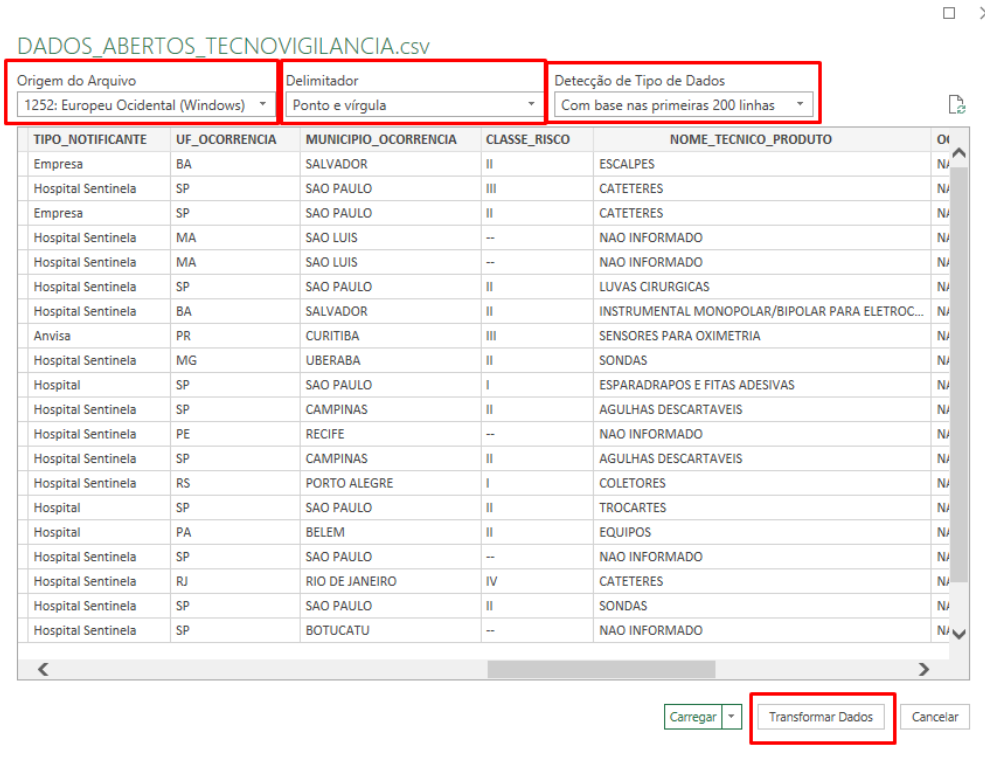 DADOS_ABERTOS_TECNOVIGILANCIA.csv
Origem do Arquivo Delimitador Detecção de Tipo de Dados
1252: Europeu Ocidental (Windows) Ponto e vírgula Com base nas primeiras 200 linhas
TIPO_NOTIFICANTE UF_OCORRENCIA MUNICIPIO_OCORRENCIA CLASSE_RISCO NOME_TECNICO_PRODUTO
Empresa BA SALVADOR II ESCALPES
Hospital Sentinela SP SAO PAULO III CATETERES
Empresa SP SAO PAULO II CATETERES
Hospital Sentinela MA SAO LUIS -- NAO INFORMADO
Hospital Sentinela MA SAO LUIS -- NAO INFORMADO
Hospital Sentinela SP SAO PAULO II LUVAS CIRURGICAS
Hospital Sentinela BA SALVADOR II INSTRUMENTAL MONOPOLAR/BIPOLAR PARA ELETROC...
Anvisa PR CURITIBA III SENSORES PARA OXIMETRIA
Hospital Sentinela MG UBERABA II SONDAS
Hospital SP SAO PAULO I ESPARADRAPOS E FITAS ADESIVAS
Hospital Sentinela SP CAMPINAS II AGULHAS DESCARTAVEIS
Hospital Sentinela PE RECIFE -- NAO INFORMADO
Hospital Sentinela SP CAMPINAS II AGULHAS DESCARTAVEIS
Hospital Sentinela RS PORTO ALEGRE I COLETORES
Hospital SP SAO PAULO II TROCARTES
Hospital PA BELEM II EQUIPOS
Hospital Sentinela SP SAO PAULO -- NAO INFORMADO
Hospital Sentinela RJ RIO DE JANEIRO IV CATETERES
Hospital Sentinela SP SAO PAULO II SONDAS
Hospital Sentinela SP BOTUCATU -- NAO INFORMADO
Carregar Transformar Dados Cancelar